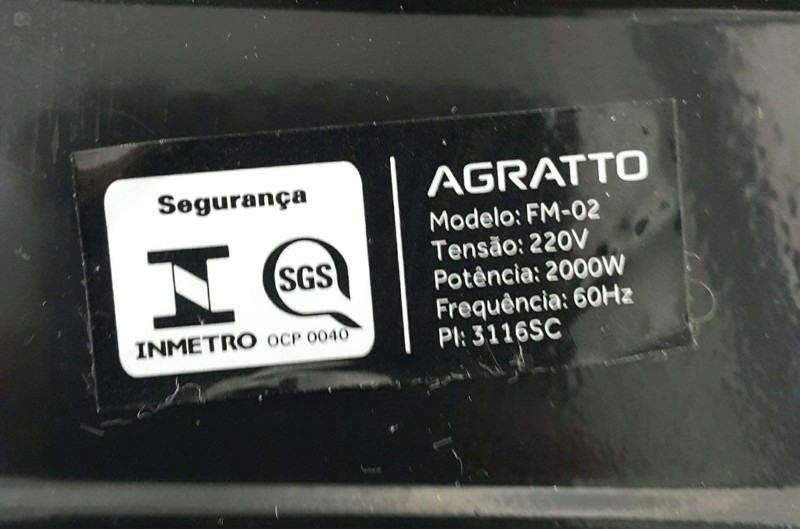 Segurança
SGS
INMETRO OCP 0040
AGRATTO
Modelo: FM-02
Tensão: 220V
Potência: 2000W
Frequência: 60Hz
PI: 3116SC